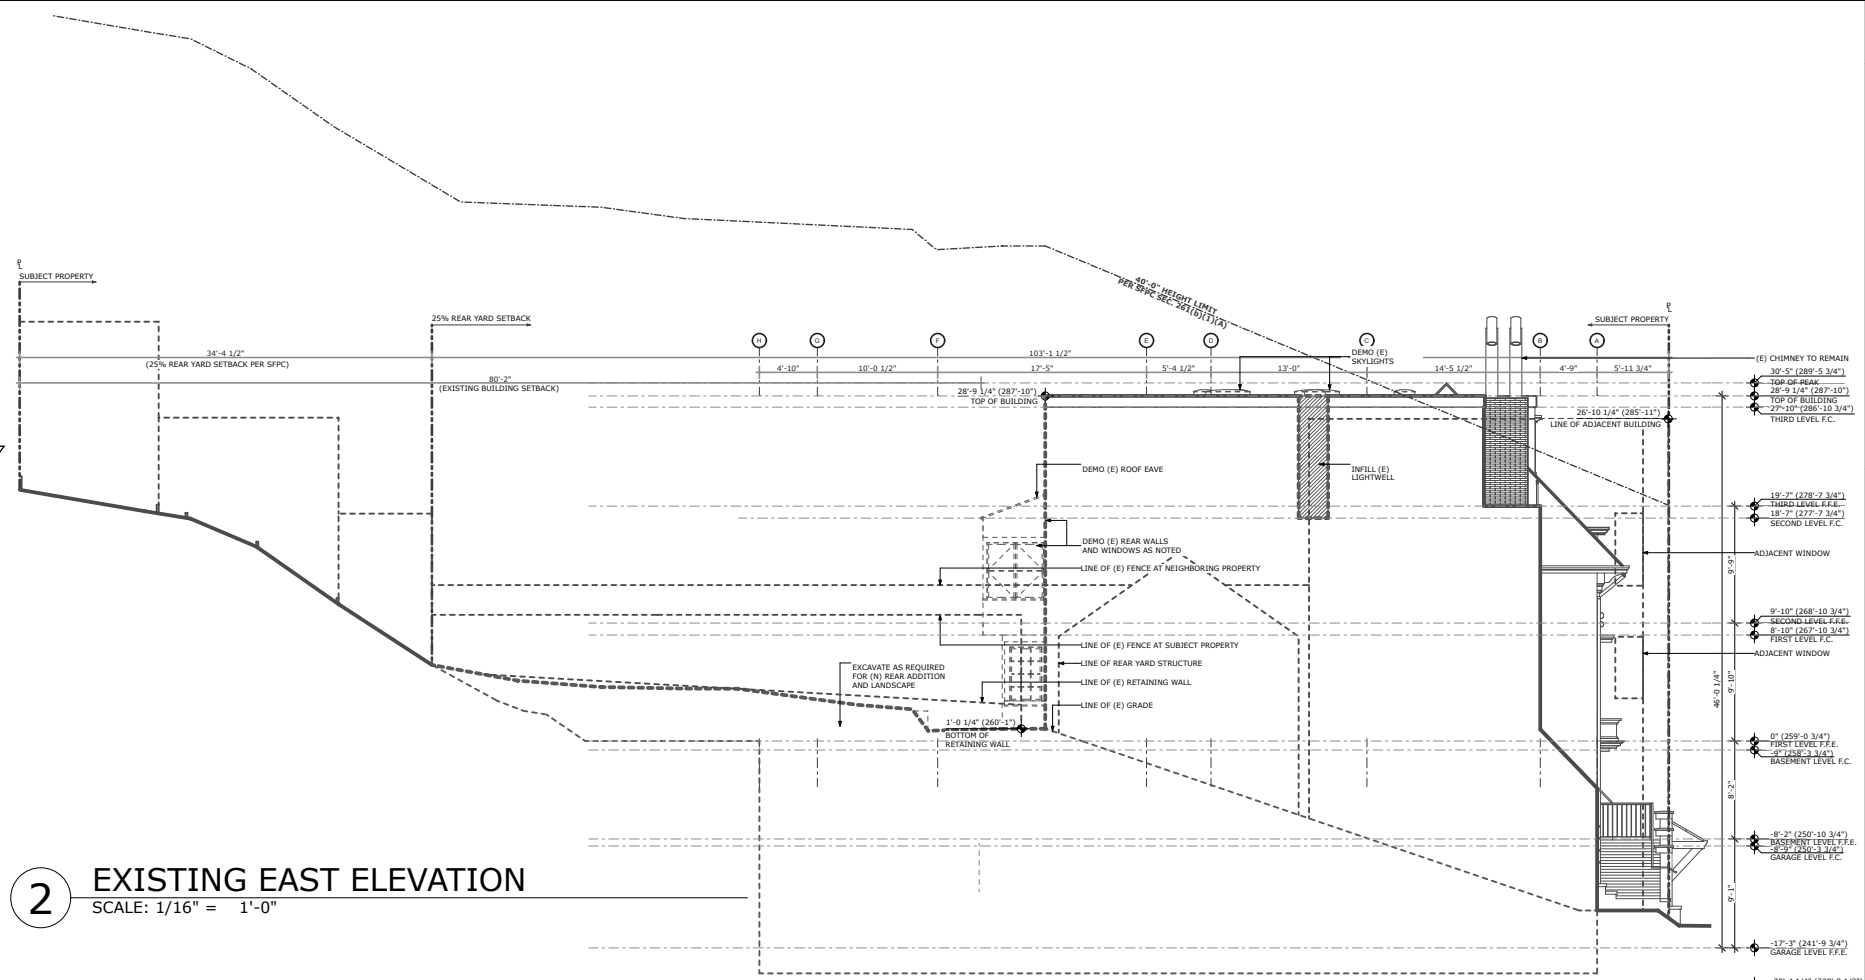 40'-0" HEIGHT LIMIT
PER SFPC SEC. 261(b)(1)(A)
P
L
SUBJECT PROPERTY
25% REAR YARD SETBACK
P
L
SUBJECT PROPERTY
H
G
F
E
D
C
B
A
34'-4 1/2"
(25% REAR YARD SETBACK PER SFPC)
103'-1 1/2"
DEMO (E)
SKYLIGHTS
(E) CHIMNEY TO REMAIN
4'-10"
10'-0 1/2"
17'-5"
5'-4 1/2"
13'-0"
14'-5 1/2"
4'-9"
5'-11 3/4"
80'-2"
(EXISTING BUILDING SETBACK)
28'-9 1/4" (287'-10")
TOP OF BUILDING
30'-5" (289'-5 3/4")
TOP OF PEAK
28'-9 1/4" (287'-10")
TOP OF BUILDING
27'-10" (286'-10 3/4")
THIRD LEVEL F.C.
26'-10 1/4" (285'-11")
LINE OF ADJACENT BUILDING
DEMO (E) ROOF EAVE
INFILL (E)
LIGHTWELL
19'-7" (278'-7 3/4")
THIRD LEVEL F.F.E.
18'-7" (277'-7 3/4")
SECOND LEVEL F.C.
DEMO (E) REAR WALLS
AND WINDOWS AS NOTED
ADJACENT WINDOW
LINE OF (E) FENCE AT NEIGHBORING PROPERTY
9'-9"
9'-10" (268'-10 3/4")
SECOND LEVEL F.F.E.
8'-10" (267'-10 3/4")
FIRST LEVEL F.C.
LINE OF (E) FENCE AT SUBJECT PROPERTY
ADJACENT WINDOW
EXCAVATE AS REQUIRED
FOR (N) REAR ADDITION
AND LANDSCAPE
LINE OF REAR YARD STRUCTURE
LINE OF (E) RETAINING WALL
46'-0 1/4"
9'-10"
LINE OF (E) GRADE
1'-0 1/4" (260'-1")
BOTTOM OF
RETAINING WALL
0" (259'-0 3/4")
FIRST LEVEL F.F.E.
-9" (258'-3 3/4")
BASEMENT LEVEL F.C.
8'-2"
-8'-2" (250'-10 3/4")
BASEMENT LEVEL F.F.E.
-8'-9" (250'-3 3/4")
GARAGE LEVEL F.C.
9'-1"
2
EXISTING EAST ELEVATION
SCALE: 1/16" = 1'-0"
-17'-3" (241'-9 3/4")
GARAGE LEVEL F.F.E.